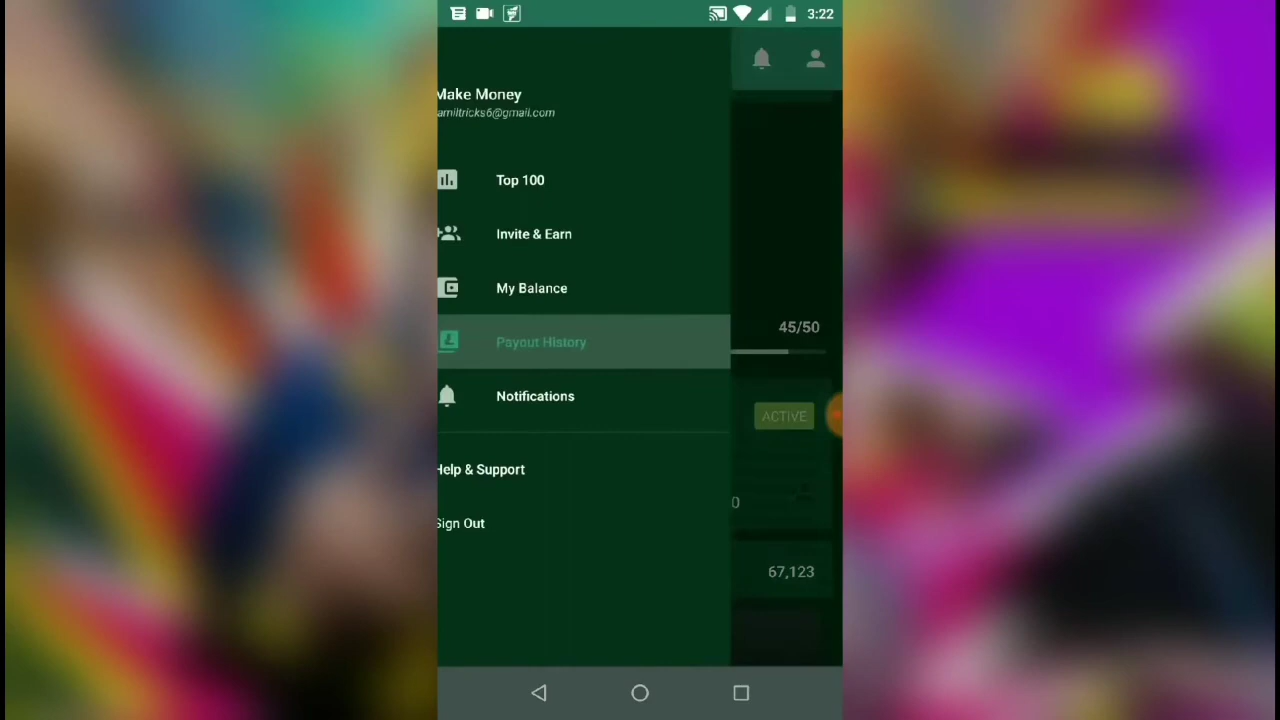 3:22
Make Money
amiltricks6@gmail.com
Top 100
Invite & Earn
My Balance
45/50
Payout History
Notifications
ACTIVE
Help & Support
0
Sign Out
67,123